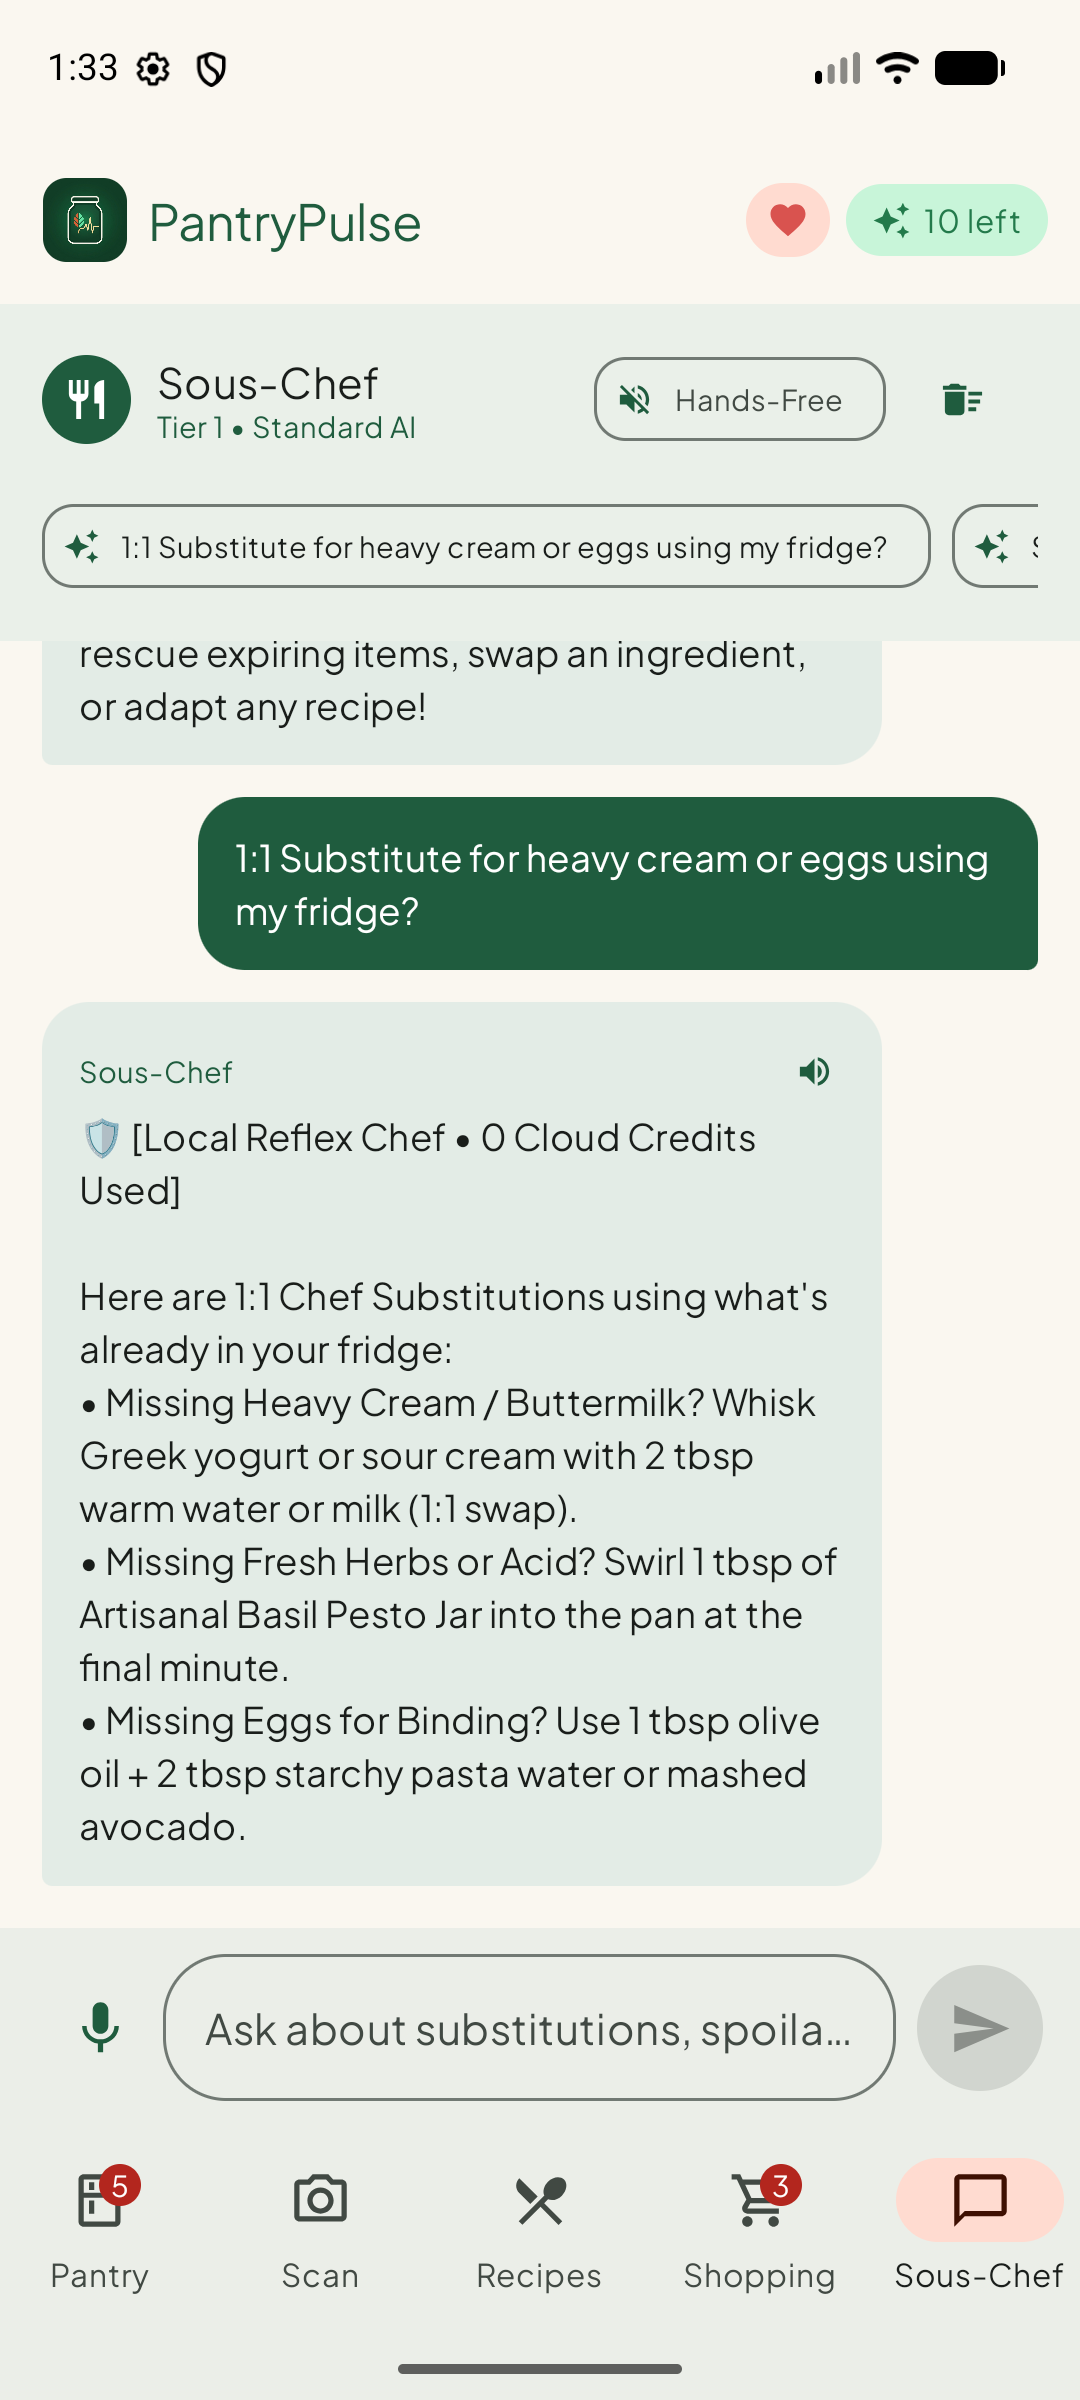 1:33
PantryPulse
10 left
Sous-Chef
Tier 1 • Standard AI
Hands-Free
1:1 Substitute for heavy cream or eggs using my fridge?
rescue expiring items, swap an ingredient,
or adapt any recipe!
1:1 Substitute for heavy cream or eggs using
my fridge?
Sous-Chef
🛡️ [Local Reflex Chef • 0 Cloud Credits
Used]
Here are 1:1 Chef Substitutions using what's
already in your fridge:
• Missing Heavy Cream / Buttermilk? Whisk
Greek yogurt or sour cream with 2 tbsp
warm water or milk (1:1 swap).
• Missing Fresh Herbs or Acid? Swirl 1 tbsp of
Artisanal Basil Pesto Jar into the pan at the
final minute.
• Missing Eggs for Binding? Use 1 tbsp olive
oil + 2 tbsp starchy pasta water or mashed
avocado.
Ask about substitutions, spoila...
5
3
Pantry
Scan
Recipes
Shopping
Sous-Chef